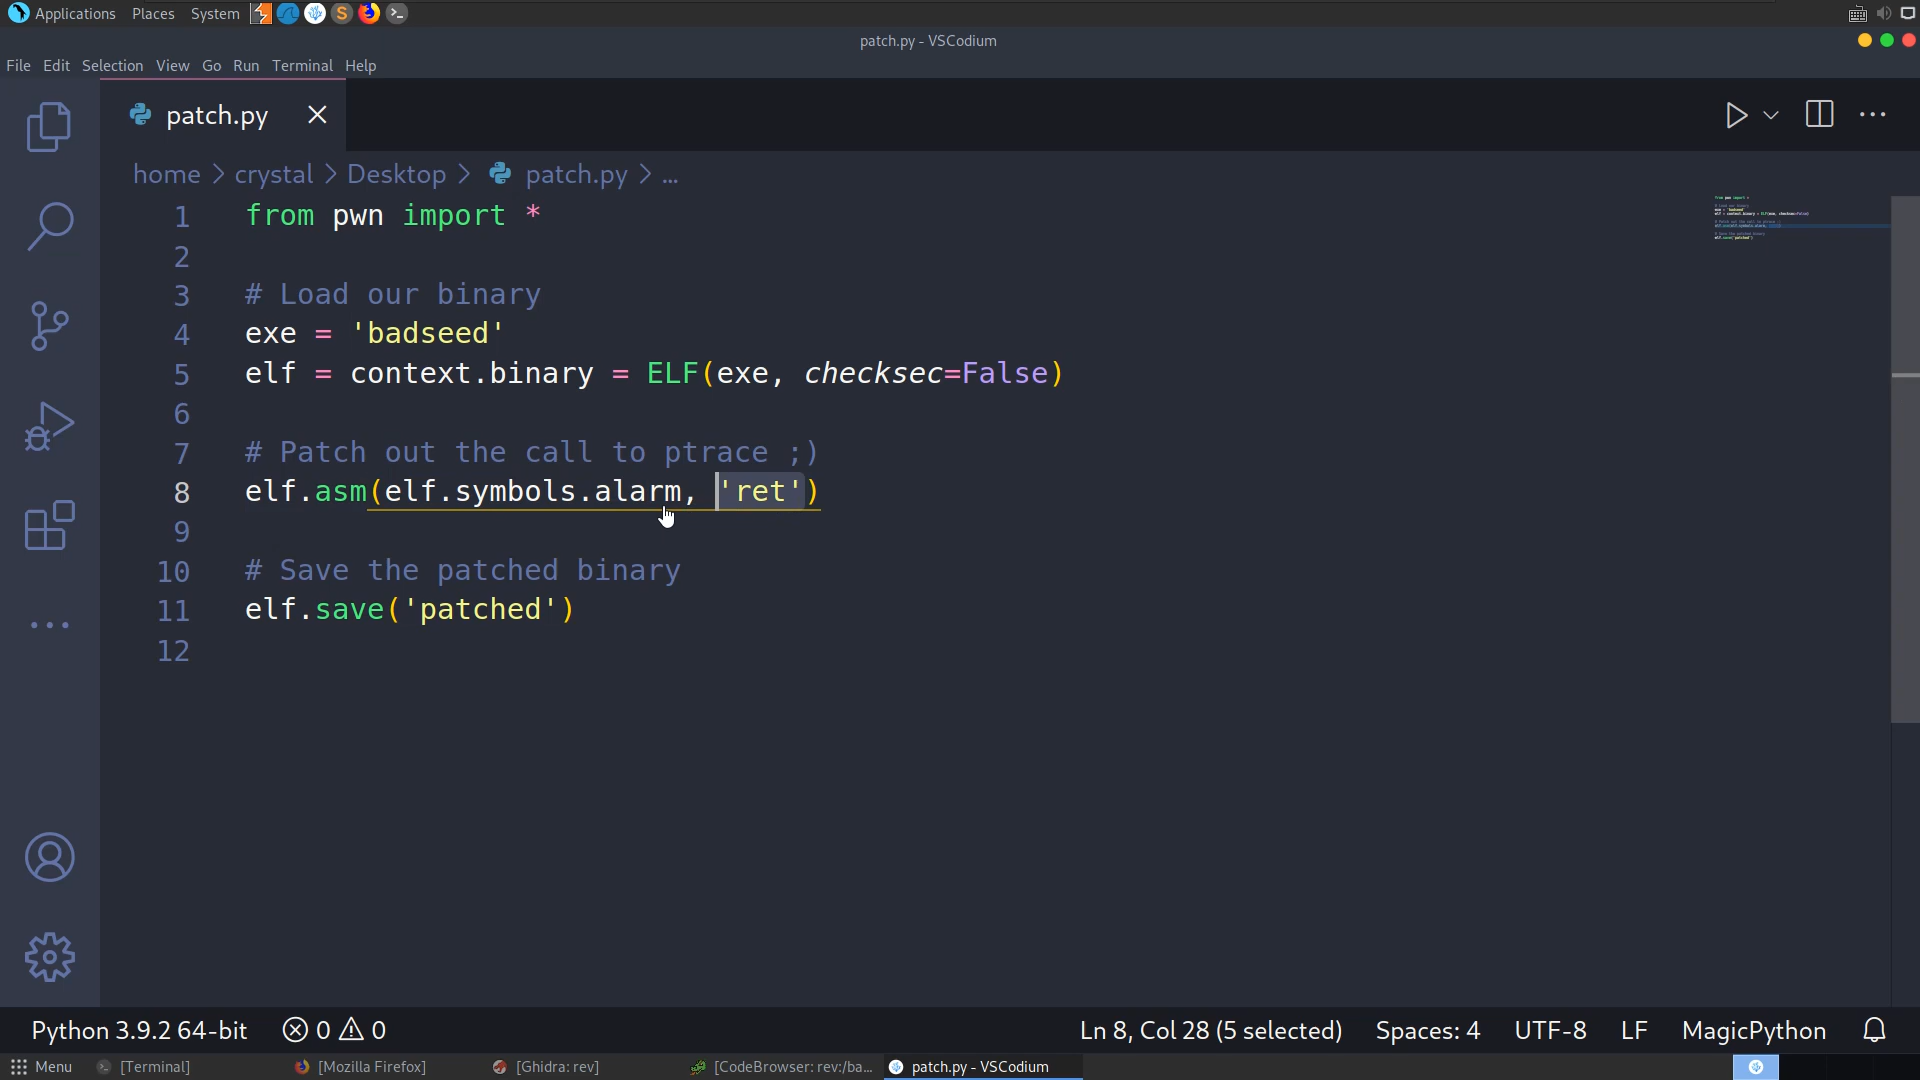 Applications Places System
patch.py - VSCodium
File Edit Selection View Go Run Terminal Help
patch.py
home > crystal > Desktop > patch.py > ...
1 from pwn import *
2
3 # Load our binary
4 exe = 'badseed'
5 elf = context.binary = ELF(exe, checksec=False)
6
7 # Patch out the call to ptrace ;)
8 elf.asm(elf.symbols.alarm, 'ret')
9
10 # Save the patched binary
11 elf.save('patched')
12
Python 3.9.2 64-bit 0 0 Ln 8, Col 28 (5 selected) Spaces: 4 UTF-8 LF MagicPython
Menu [Terminal] [Mozilla Firefox] [Ghidra: rev] [CodeBrowser: rev:/ba... patch.py - VSCodium